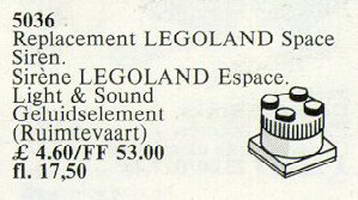 5036
Replacement LEGOLAND Space
Siren.
Sirène LEGOLAND Espace.
Light & Sound
Geluidselement
(Ruimtevaart)
£ 4.60/FF 53.00
fl. 17,50